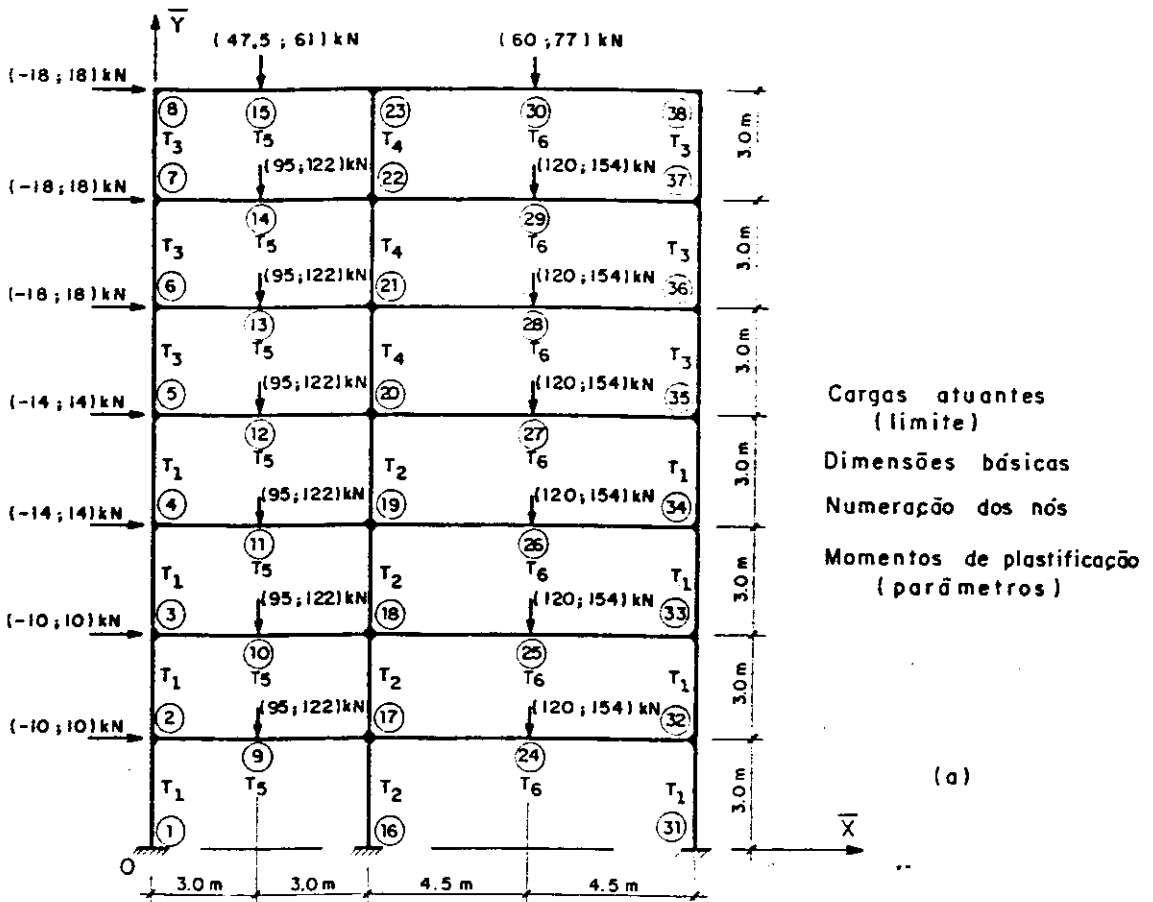 Y
(47,5 ; 61) kN
(60 ; 77) kN
(-18 ; 18) kN
8
15
23
30
38
T3
T5
T4
T6
T3
3.0 m
(95 ; 122) kN
(120 ; 154) kN
7
22
37
(-18 ; 18) kN
14
29
T3
T5
T4
T6
T3
3.0 m
(95 ; 122) kN
(120 ; 154) kN
6
21
36
(-18 ; 18) kN
13
28
T3
T5
T4
T6
T3
3.0 m
(95 ; 122) kN
(120 ; 154) kN
5
20
35
(-14 ; 14) kN
12
27
T1
T5
T2
T6
T1
3.0 m
(95 ; 122) kN
(120 ; 154) kN
4
19
34
(-14 ; 14) kN
11
26
T1
T5
T2
T6
T1
3.0 m
(95 ; 122) kN
(120 ; 154) kN
3
18
33
(-10 ; 10) kN
10
25
T1
T5
T2
T6
T1
3.0 m
(95 ; 122) kN
(120 ; 154) kN
2
17
32
(-10 ; 10) kN
9
24
T1
T5
T2
T6
T1
3.0 m
1
16
31
X
O
3.0 m
3.0 m
4.5 m
4.5 m
Cargas atuantes
(limite)
Dimensões básicas
Numeração dos nós
Momentos de plastificação
(parâmetros)
(a)